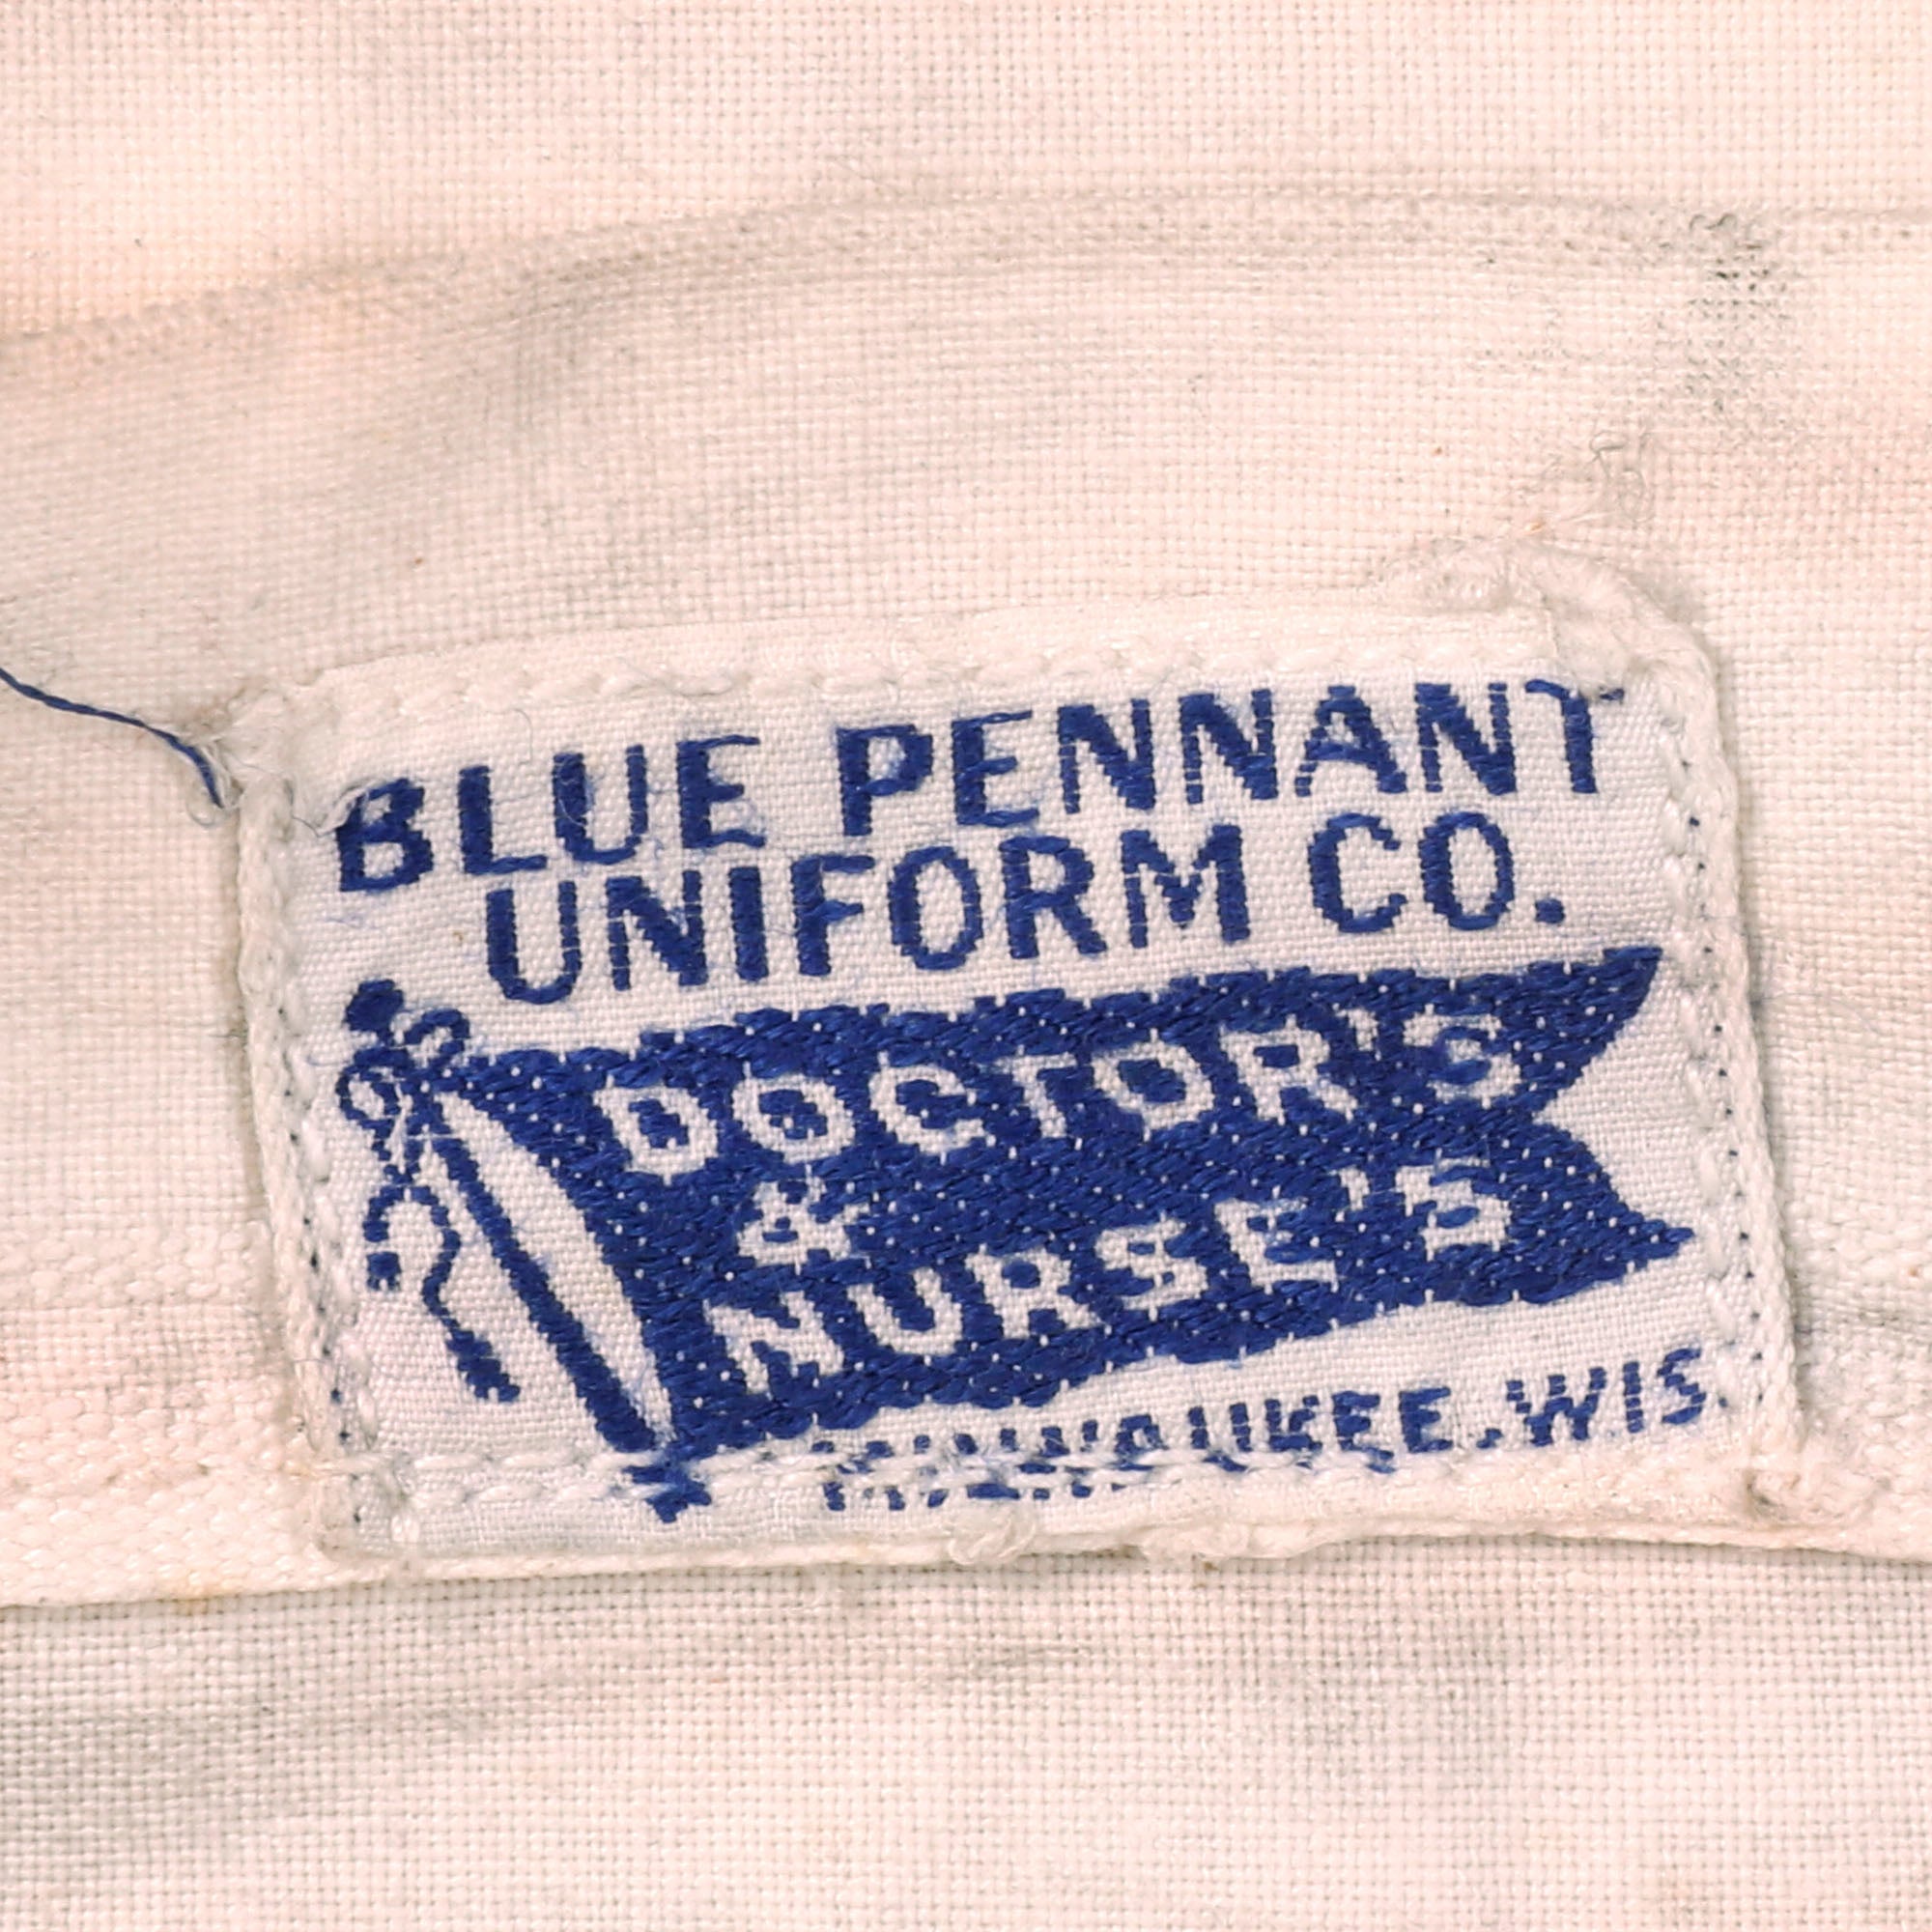 BLUE PENNANT
UNIFORM CO.
DOCTOR'S
&
NURSE'S
MILWAUKEE. WIS